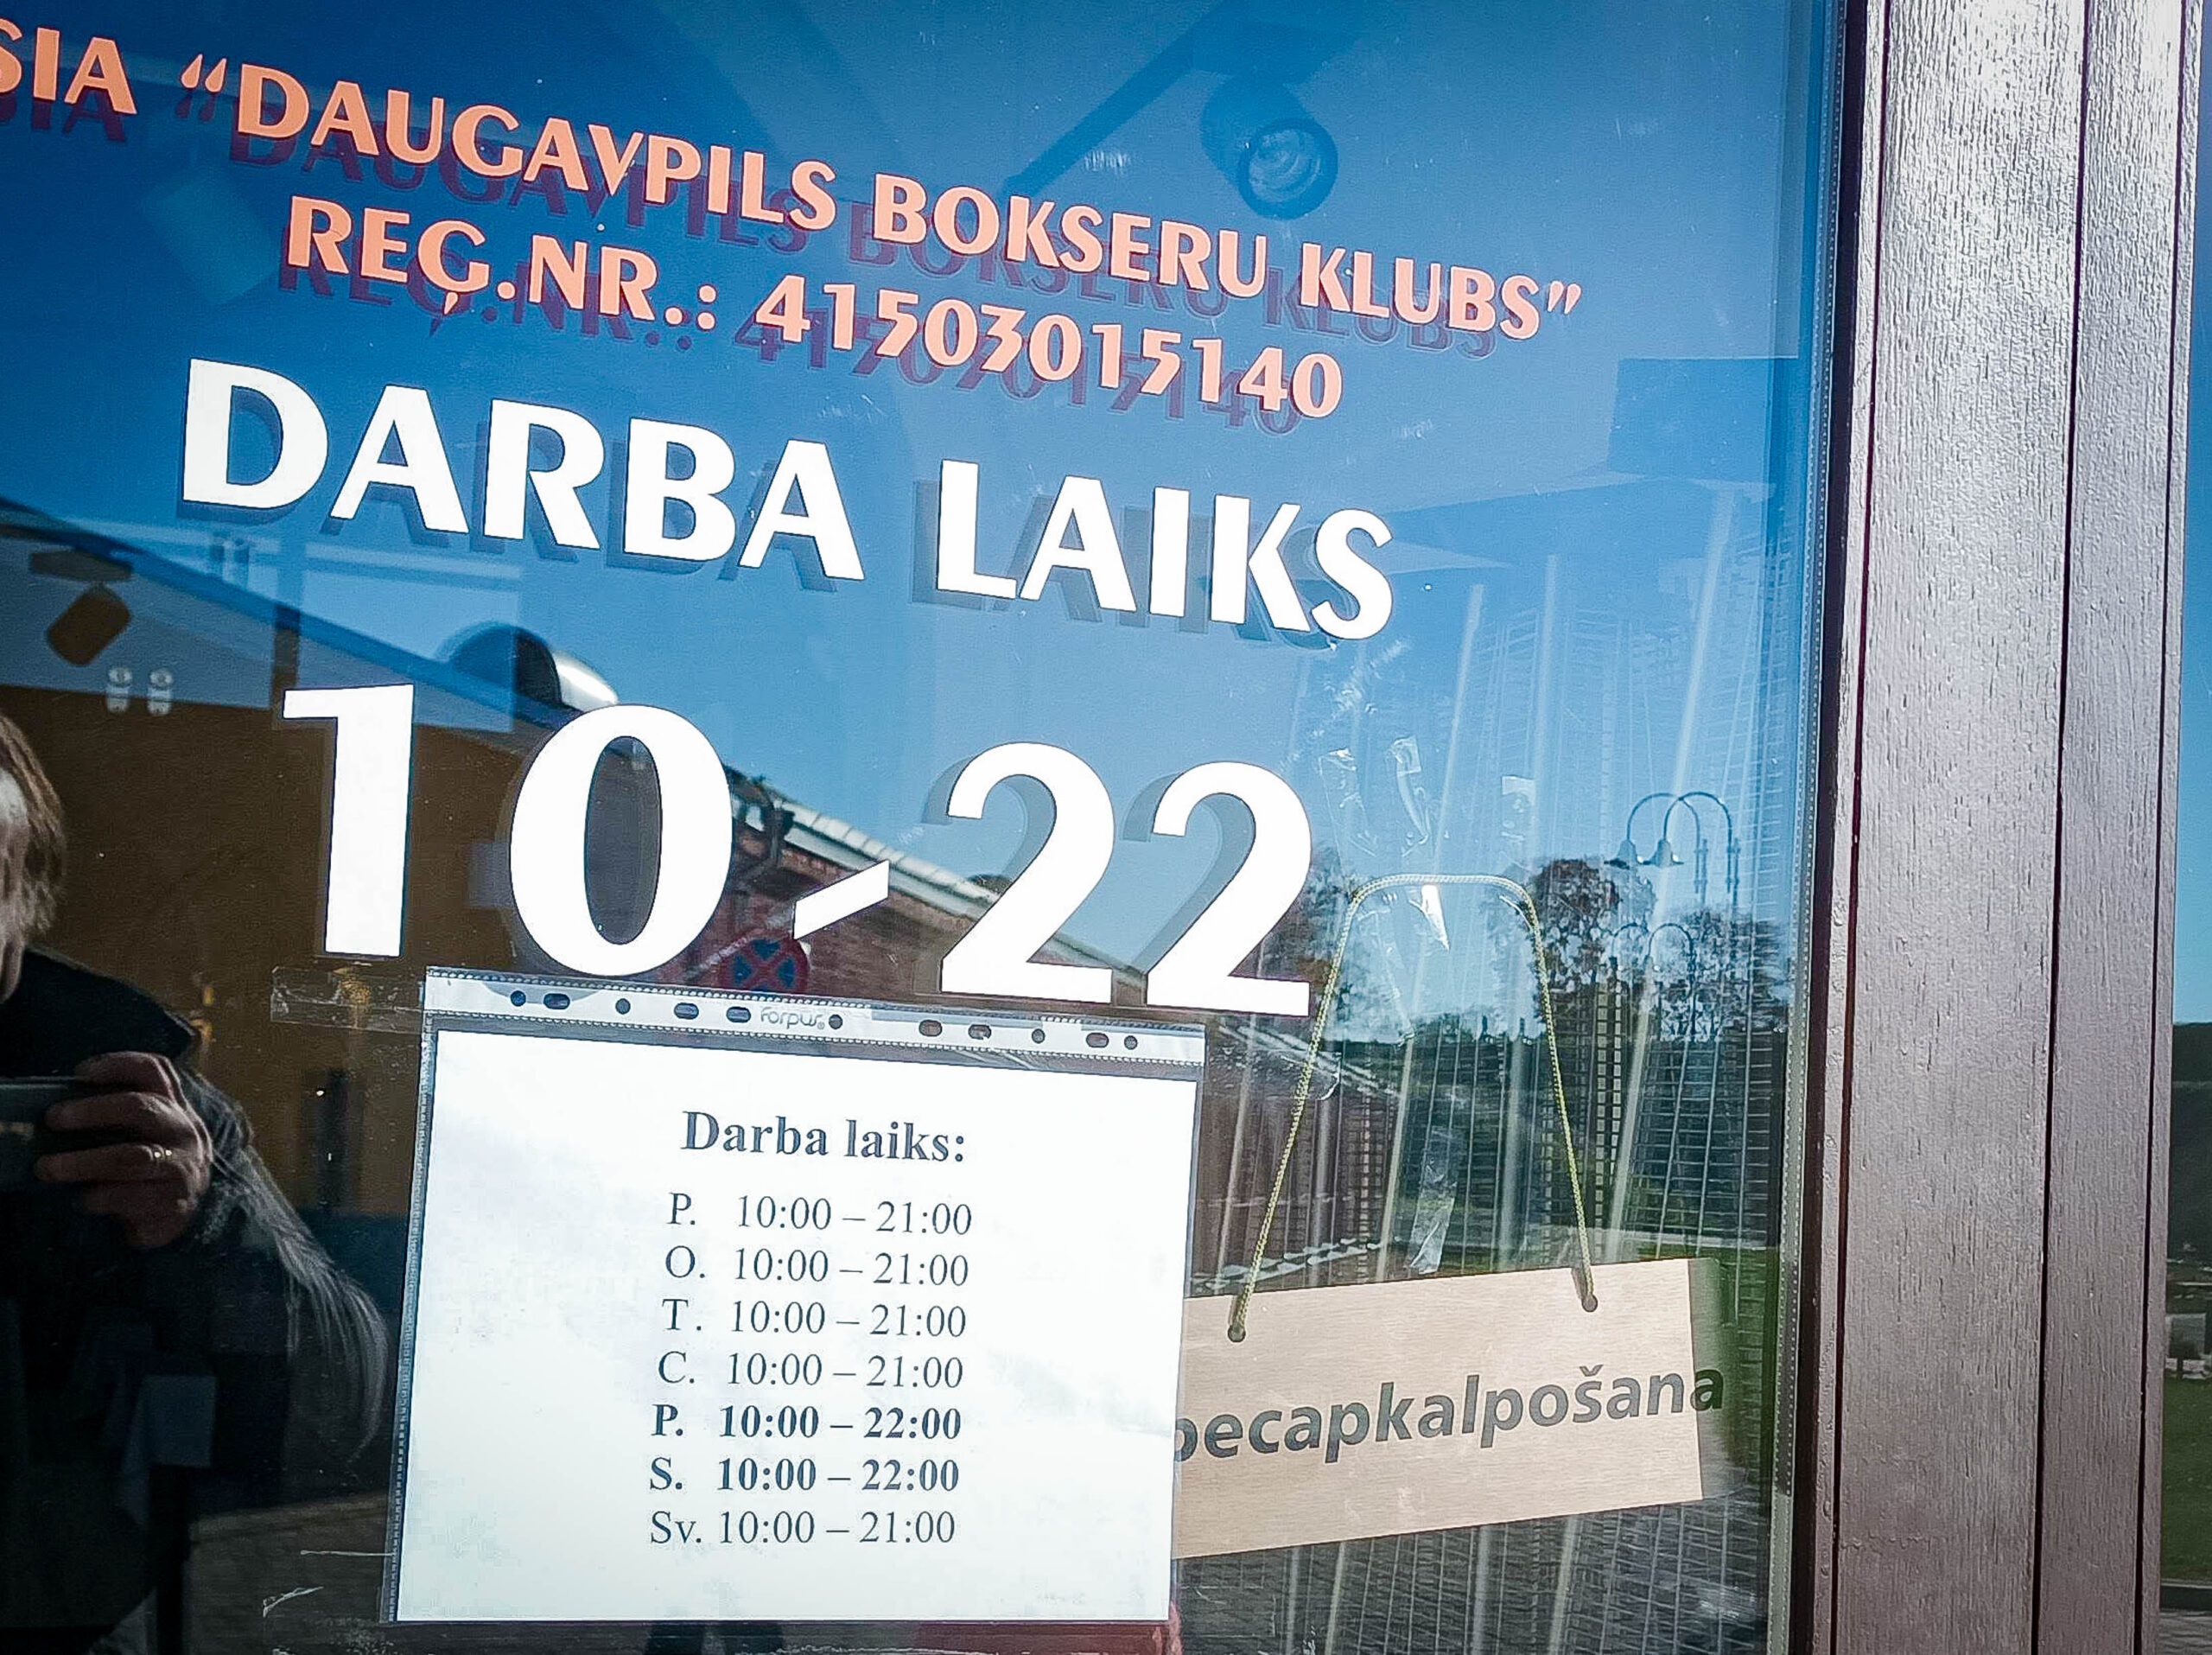 SIA “DAUGAVPILS BOKSERU KLUBS”
REĢ.NR.: 41503015140
DARBA LAIKS
10-22
forpus
Darba laiks:
P. 10:00 – 21:00
O. 10:00 – 21:00
T. 10:00 – 21:00
C. 10:00 – 21:00
P. 10:00 – 22:00
S. 10:00 – 22:00
Sv. 10:00 – 21:00
pecapkalpošana